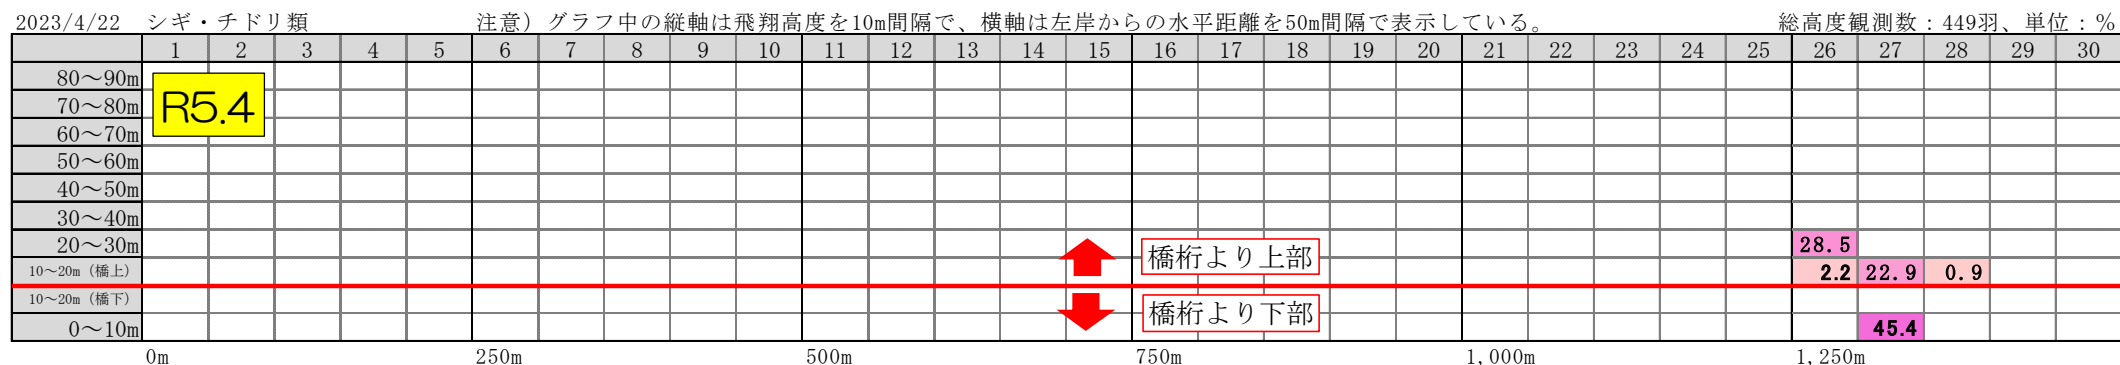 2023/4/22 シギ・チドリ類 注意）グラフ中の縦軸は飛翔高度を10m間隔で、横軸は左岸からの水平距離を50m間隔で表示している。 総高度観測数：449羽、単位：%
1 2 3 4 5 6 7 8 9 10 11 12 13 14 15 16 17 18 19 20 21 22 23 24 25 26 27 28 29 30
80～90m
R5.4
70～80m
60～70m
50～60m
40～50m
30～40m
20～30m 28.5
橋桁より上部
10～20m（橋上） 2.2 22.9 0.9
10～20m（橋下）
橋桁より下部
0～10m 45.4
0m 250m 500m 750m 1,000m 1,250m